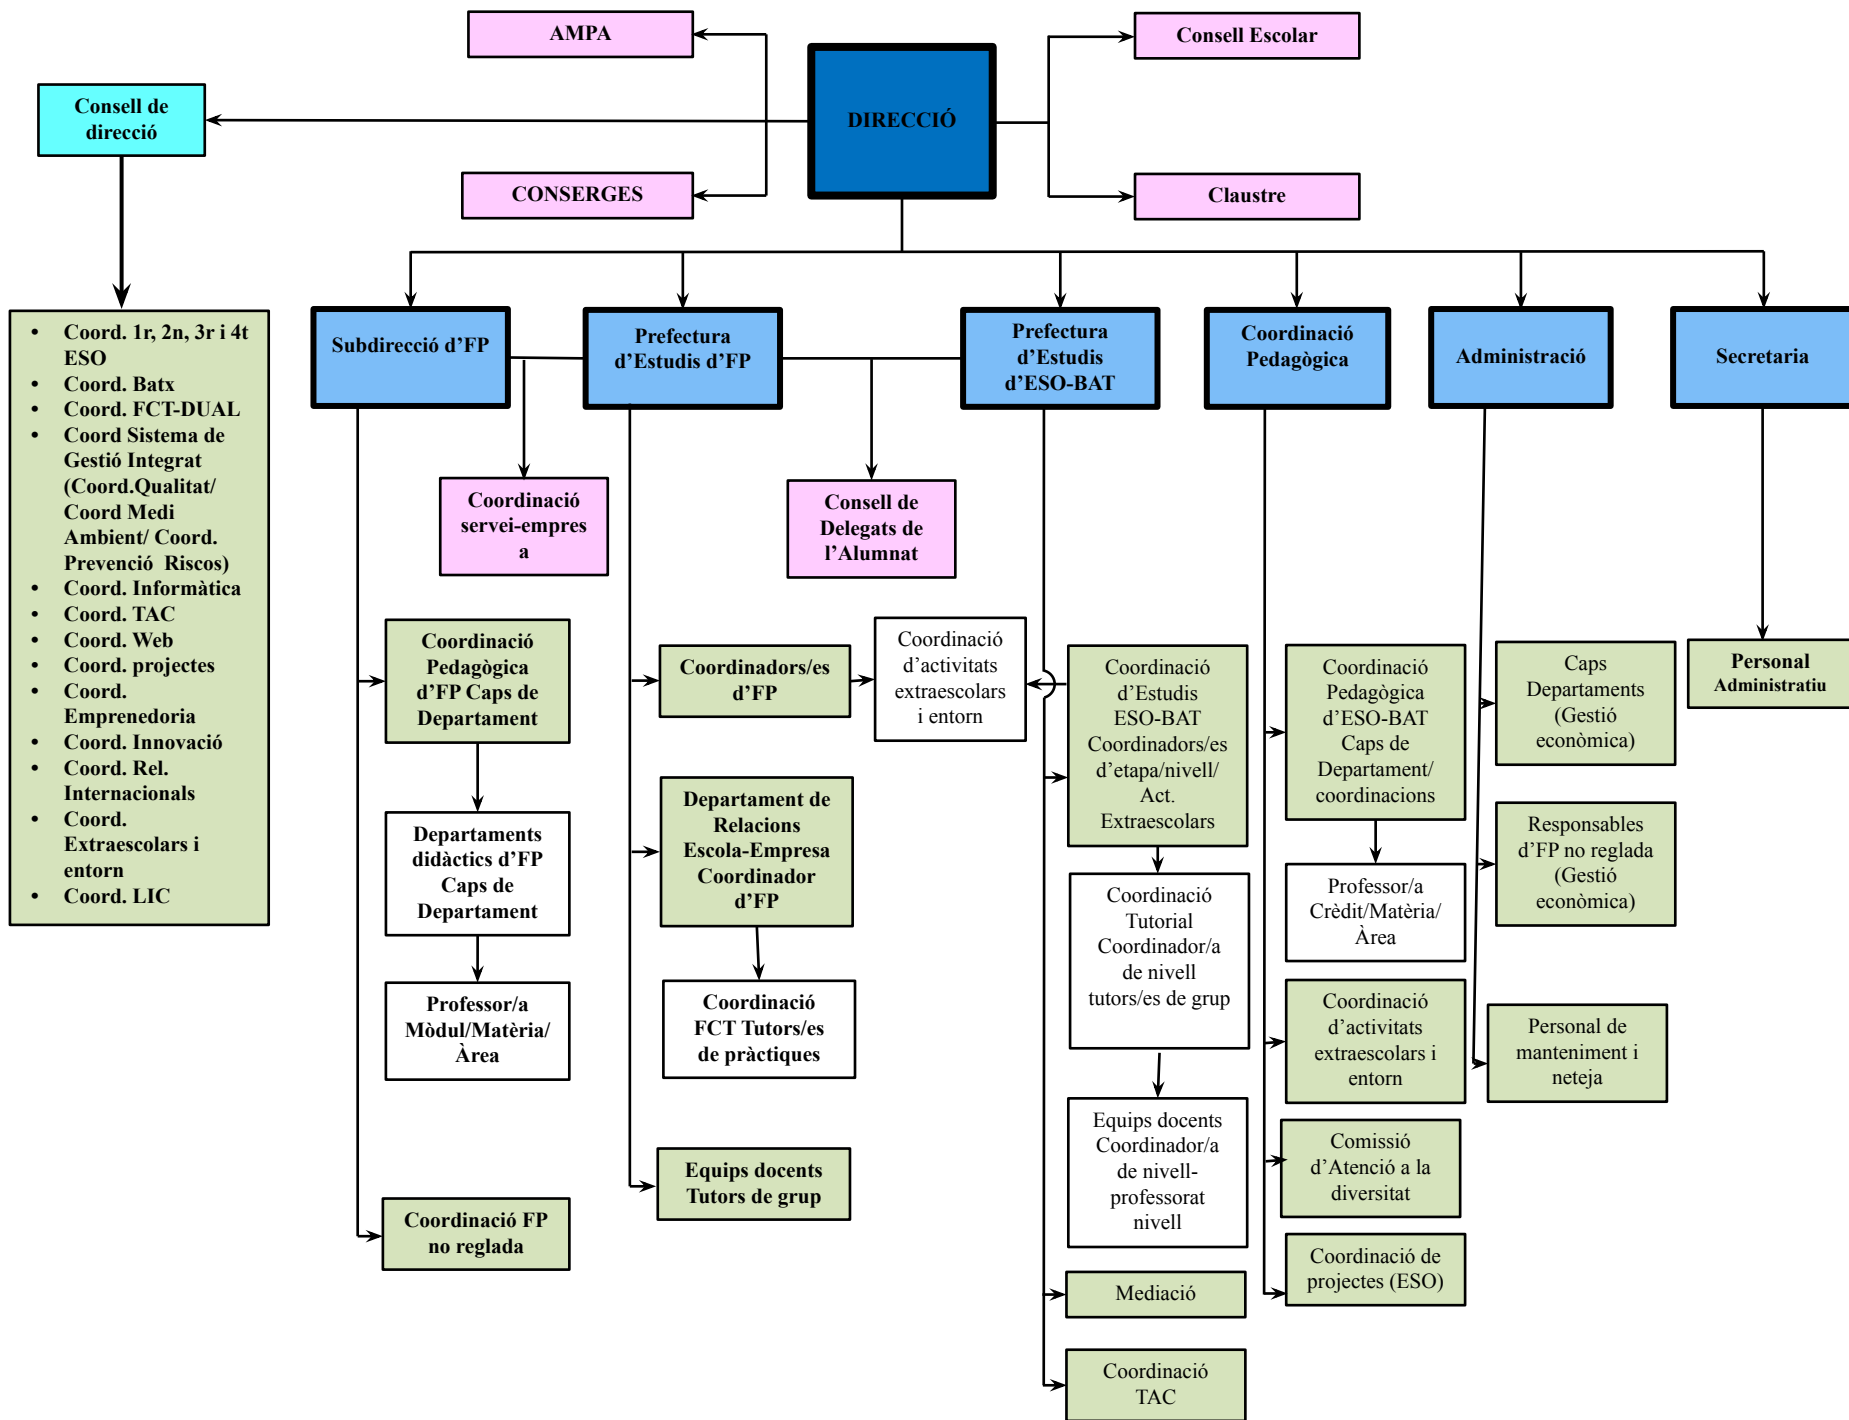 AMPA
Consell Escolar
Consell de
direcció
DIRECCIÓ
CONSERGES
Claustre
• Coord. 1r, 2n, 3r i 4t
ESO
• Coord. Batx
• Coord. FCT-DUAL
• Coord Sistema de
Gestió Integrat
(Coord.Qualitat/
Coord Medi
Ambient/ Coord.
Prevenció Riscos)
• Coord. Informàtica
• Coord. TAC
• Coord. Web
• Coord. projectes
• Coord.
Emprenedoria
• Coord. Innovació
• Coord. Rel.
Internacionals
• Coord.
Extraescolars i
entorn
• Coord. LIC
Subdirecció d’FP
Prefectura
d’Estudis d’FP
Prefectura
d’Estudis
d’ESO-BAT
Coordinació
Pedagògica
Administració
Secretaria
Coordinació
servei-empres
a
Consell de
Delegats de
l’Alumnat
Coordinació
Pedagògica
d’FP Caps de
Departament
Departaments
didàctics d’FP
Caps de
Departament
Professor/a
Mòdul/Matèria/
Àrea
Coordinació FP
no reglada
Coordinadors/es
d’FP
Departament de
Relacions
Escola-Empresa
Coordinador
d’FP
Coordinació
FCT Tutors/es
de pràctiques
Equips docents
Tutors de grup
Coordinació
d’activitats
extraescolars
i entorn
Coordinació
d’Estudis
ESO-BAT
Coordinadors/es
d’etapa/nivell/
Act.
Extraescolars
Coordinació
Tutorial
Coordinador/a
de nivell
tutors/es de grup
Equips docents
Coordinador/a
de nivell-
professorat
nivell
Mediació
Coordinació
TAC
Coordinació
Pedagògica
d’ESO-BAT
Caps de
Departament/
coordinacions
Professor/a
Crèdit/Matèria/
Àrea
Coordinació
d’activitats
extraescolars i
entorn
Comissió
d’Atenció a la
diversitat
Coordinació de
projectes (ESO)
Caps
Departaments
(Gestió
econòmica)
Responsables
d’FP no reglada
(Gestió
econòmica)
Personal de
manteniment i
neteja
Personal
Administratiu